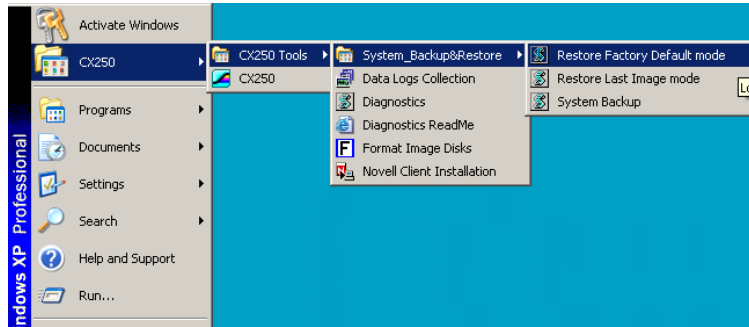 Activate Windows
CX250
Programs
Documents
Settings
Search
Help and Support
Run...
ndows XP Professional
CX250 Tools
CX250
System_Backup&Restore
Data Logs Collection
Diagnostics
Diagnostics ReadMe
Format Image Disks
Novell Client Installation
Restore Factory Default mode
Restore Last Image mode
System Backup
Lo